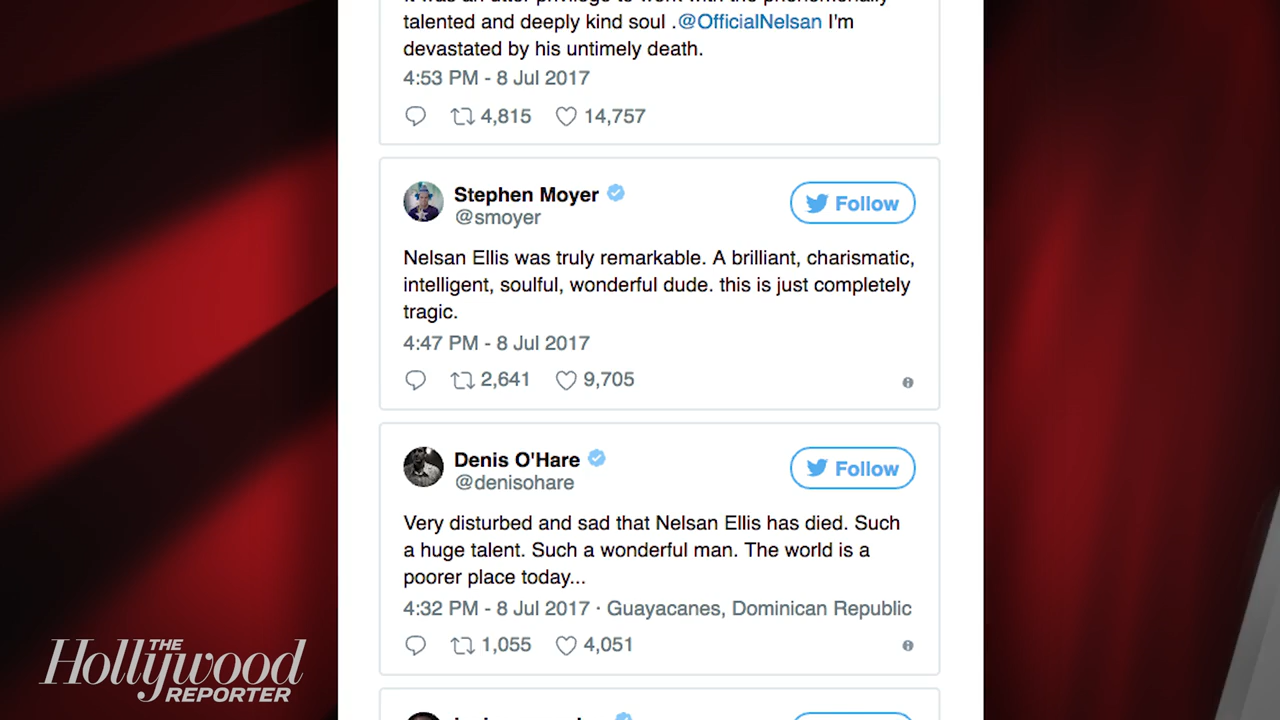 talented and deeply kind soul .@OfficialNelsan I'm
devastated by his untimely death.
4:53 PM - 8 Jul 2017
4,815 14,757
Stephen Moyer
@smoyer
Follow
Nelsan Ellis was truly remarkable. A brilliant, charismatic,
intelligent, soulful, wonderful dude. this is just completely
tragic.
4:47 PM - 8 Jul 2017
2,641 9,705
Denis O'Hare
@denisohare
Follow
Very disturbed and sad that Nelsan Ellis has died. Such
a huge talent. Such a wonderful man. The world is a
poorer place today...
4:32 PM - 8 Jul 2017 · Guayacanes, Dominican Republic
1,055 4,051
THE
Hollywood
REPORTER